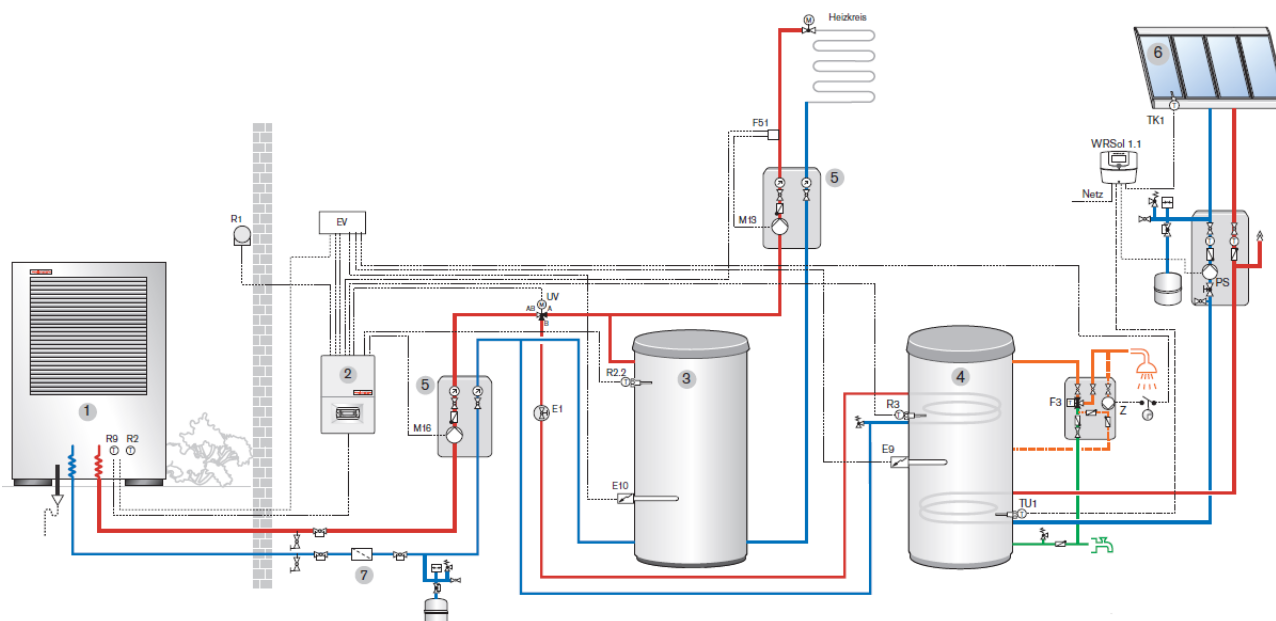 Heizkreis
M
6
TK1
WRSol 1.1
Netz
F51
5
M13
R1
EV
PS
UV
M
AB
A
B
2
5
R2.2
3
4
R3
F3
Z
1
E1
M16
R9
R2
E9
E10
TU1
7